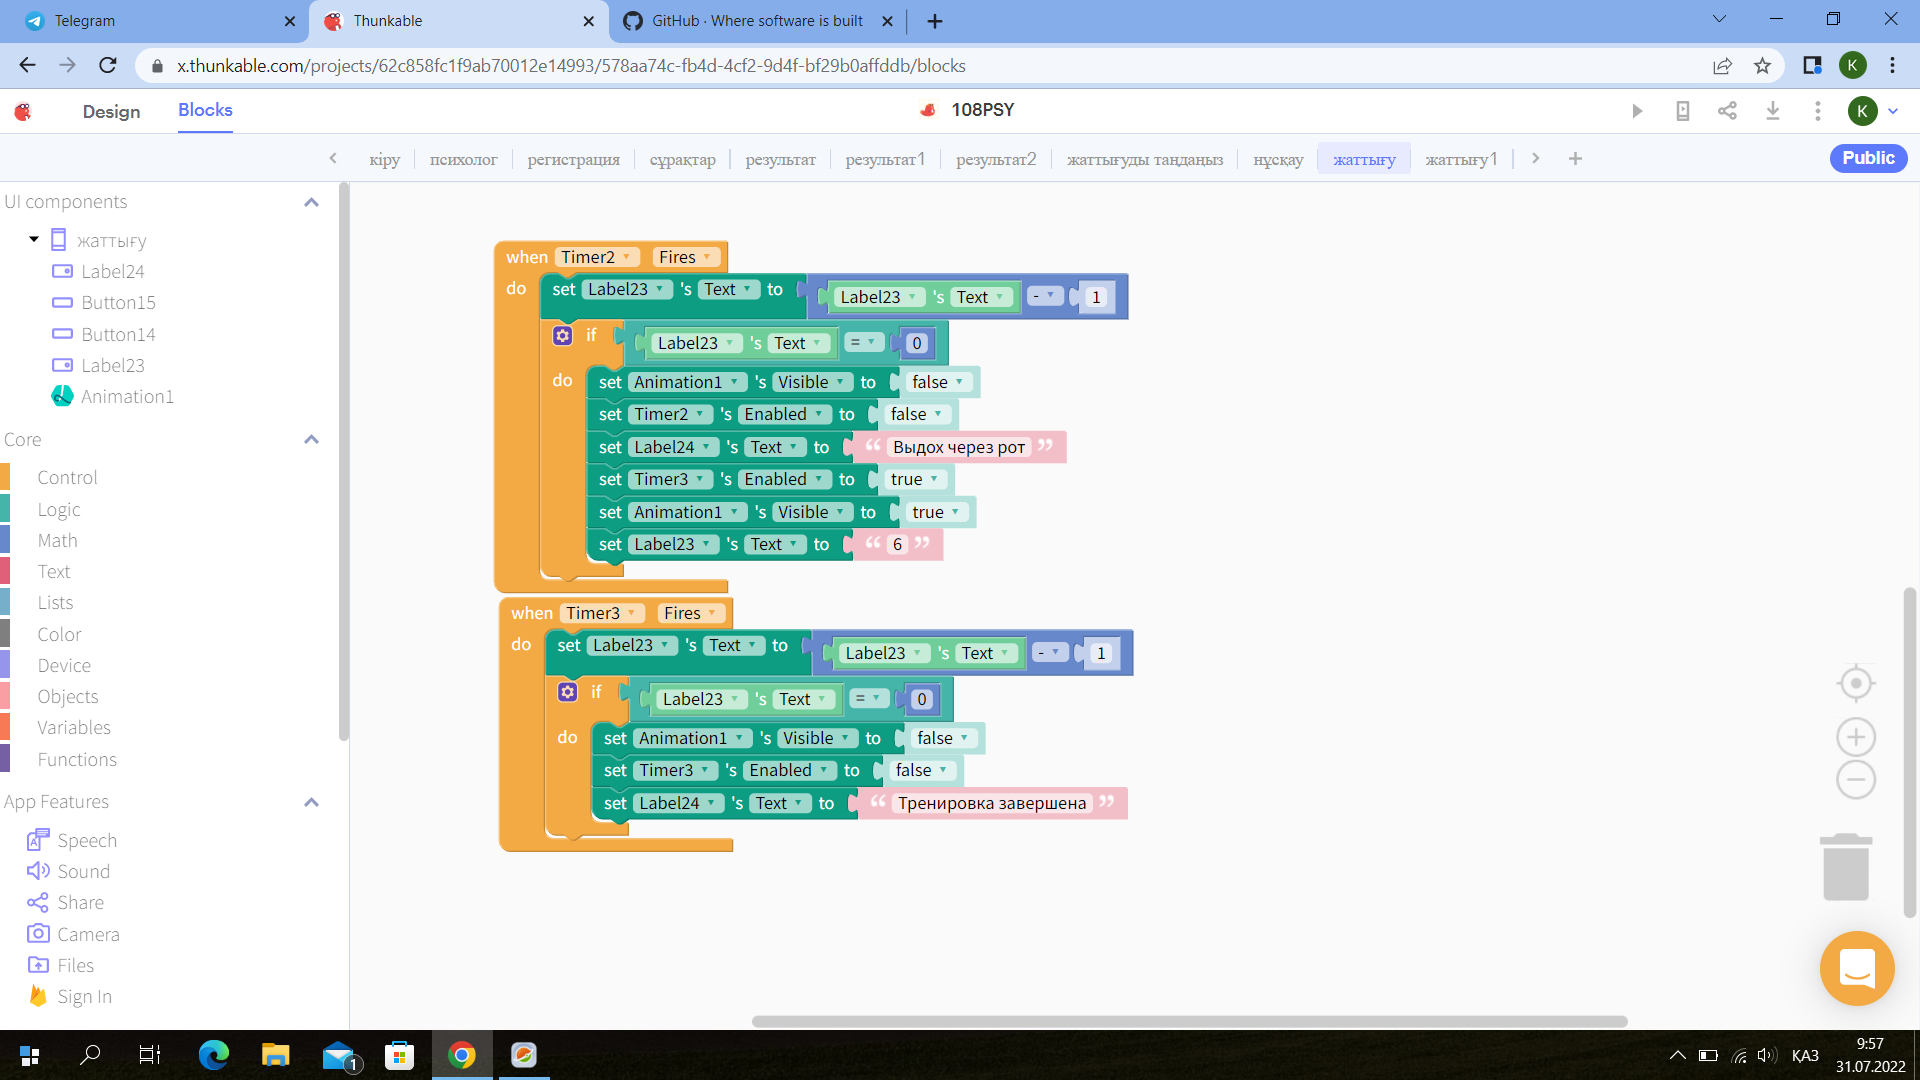 Telegram
Thunkable
GitHub · Where software is built
x.thunkable.com/projects/62c858fc1f9ab70012e14993/578aa74c-fb4d-4cf2-9d4f-bf29b0affddb/blocks
K
Design
Blocks
108PSY
K
кіру
психолог
регистрация
сұрақтар
результат
результат1
результат2
жаттығуды таңдаңыз
нұсқау
жаттығу
жаттығу1
Public
UI components
жаттығу
Label24
Button15
Button14
Label23
Animation1
Core
Control
Logic
Math
Text
Lists
Color
Device
Objects
Variables
Functions
App Features
Speech
Sound
Share
Camera
Files
Sign In
when Timer2 Fires
do set Label23 's Text to Label23 's Text - 1
if Label23 's Text = 0
do set Animation1 's Visible to false
set Timer2 's Enabled to false
set Label24 's Text to “ Выдох через рот ”
set Timer3 's Enabled to true
set Animation1 's Visible to true
set Label23 's Text to “ 6 ”
when Timer3 Fires
do set Label23 's Text to Label23 's Text - 1
if Label23 's Text = 0
do set Animation1 's Visible to false
set Timer3 's Enabled to false
set Label24 's Text to “ Тренировка завершена ”
1
ҚАЗ
9:57
31.07.2022